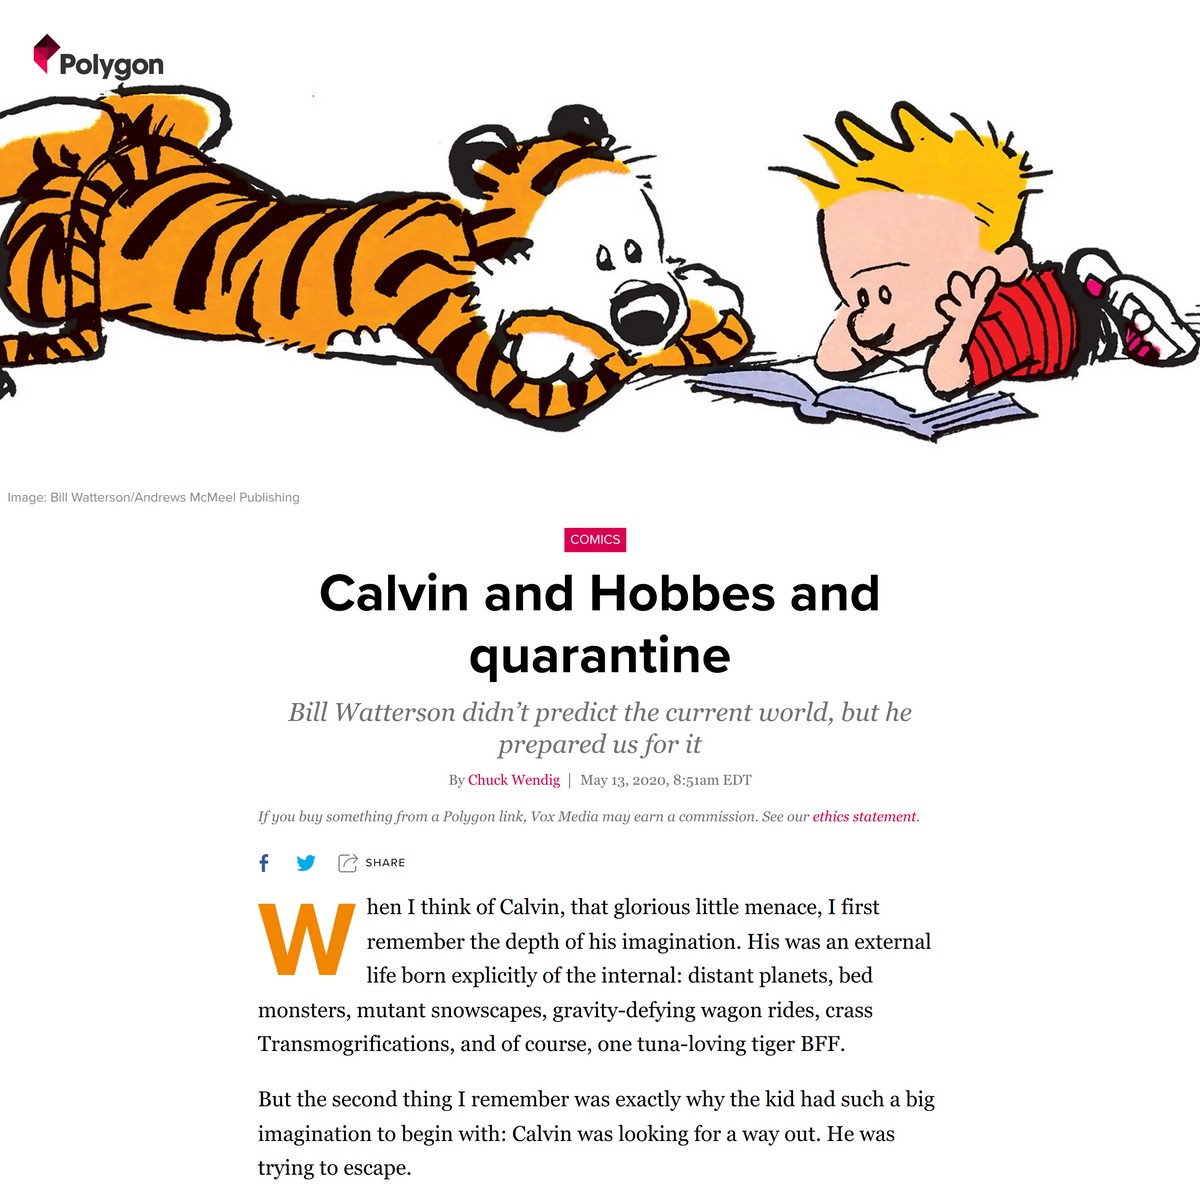 Polygon
Image: Bill Watterson/Andrews McMeel Publishing
COMICS
Calvin and Hobbes and
quarantine
Bill Watterson didn’t predict the current world, but he
prepared us for it
By Chuck Wendig | May 13, 2020, 8:51am EDT
If you buy something from a Polygon link, Vox Media may earn a commission. See our ethics statement.
SHARE
When I think of Calvin, that glorious little menace, I first
remember the depth of his imagination. His was an external
life born explicitly of the internal: distant planets, bed
monsters, mutant snowscapes, gravity-defying wagon rides, crass
Transmogrifications, and of course, one tuna-loving tiger BFF.
But the second thing I remember was exactly why the kid had such a big
imagination to begin with: Calvin was looking for a way out. He was
trying to escape.